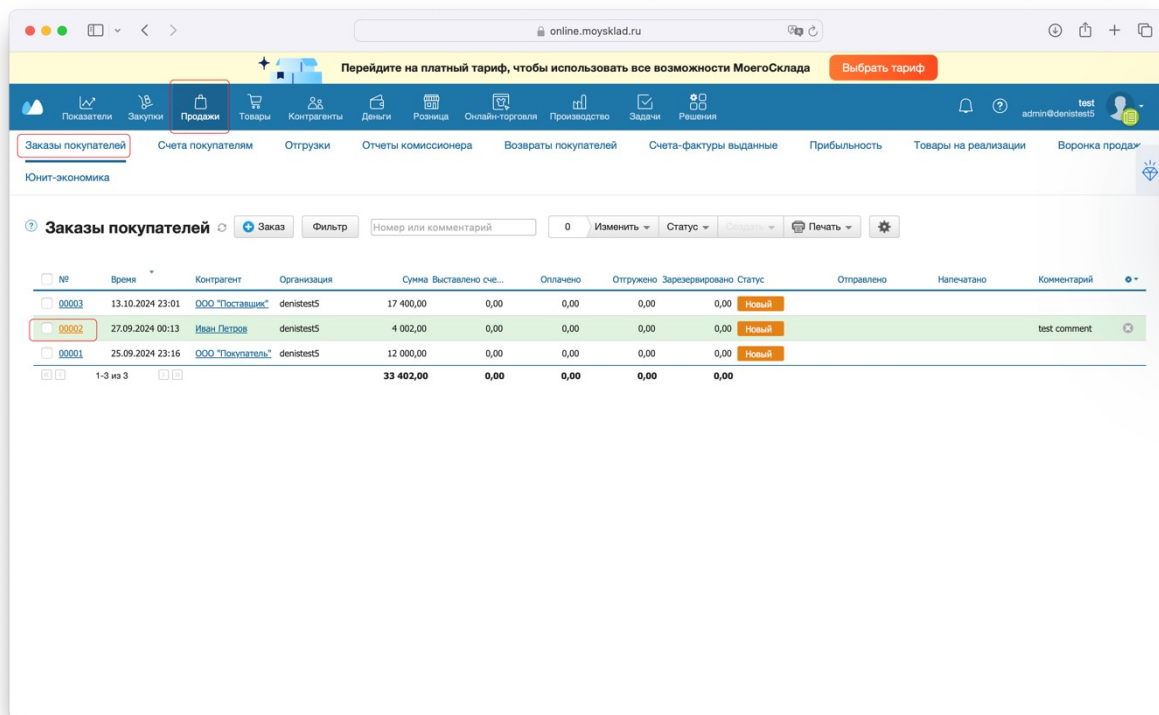 online.moysklad.ru
Перейдите на платный тариф, чтобы использовать все возможности МоегоСклада Выбрать тариф
Показатели Закупки Продажи Товары Контрагенты Деньги Розница Онлайн-торговля Производство Задачи Решения
test
admin@denistest5
Заказы покупателей Счета покупателям Отгрузки Отчеты комиссионера Возвраты покупателей Счета-фактуры выданные Прибыльность Товары на реализации Воронка продаж
Юнит-экономика
Заказы покупателей Заказ Фильтр Номер или комментарий 0 Изменить Статус Создать Печать
№ Время Контрагент Организация Сумма Выставлено сче... Оплачено Отгружено Зарезервировано Статус Отправлено Напечатано Комментарий
00003 13.10.2024 23:01 ООО "Поставщик" denistest5 17 400,00 0,00 0,00 0,00 0,00 Новый
00002 27.09.2024 00:13 Иван Петров denistest5 4 002,00 0,00 0,00 0,00 0,00 Новый test comment
00001 25.09.2024 23:16 ООО "Покупатель" denistest5 12 000,00 0,00 0,00 0,00 0,00 Новый
1-3 из 3 33 402,00 0,00 0,00 0,00 0,00